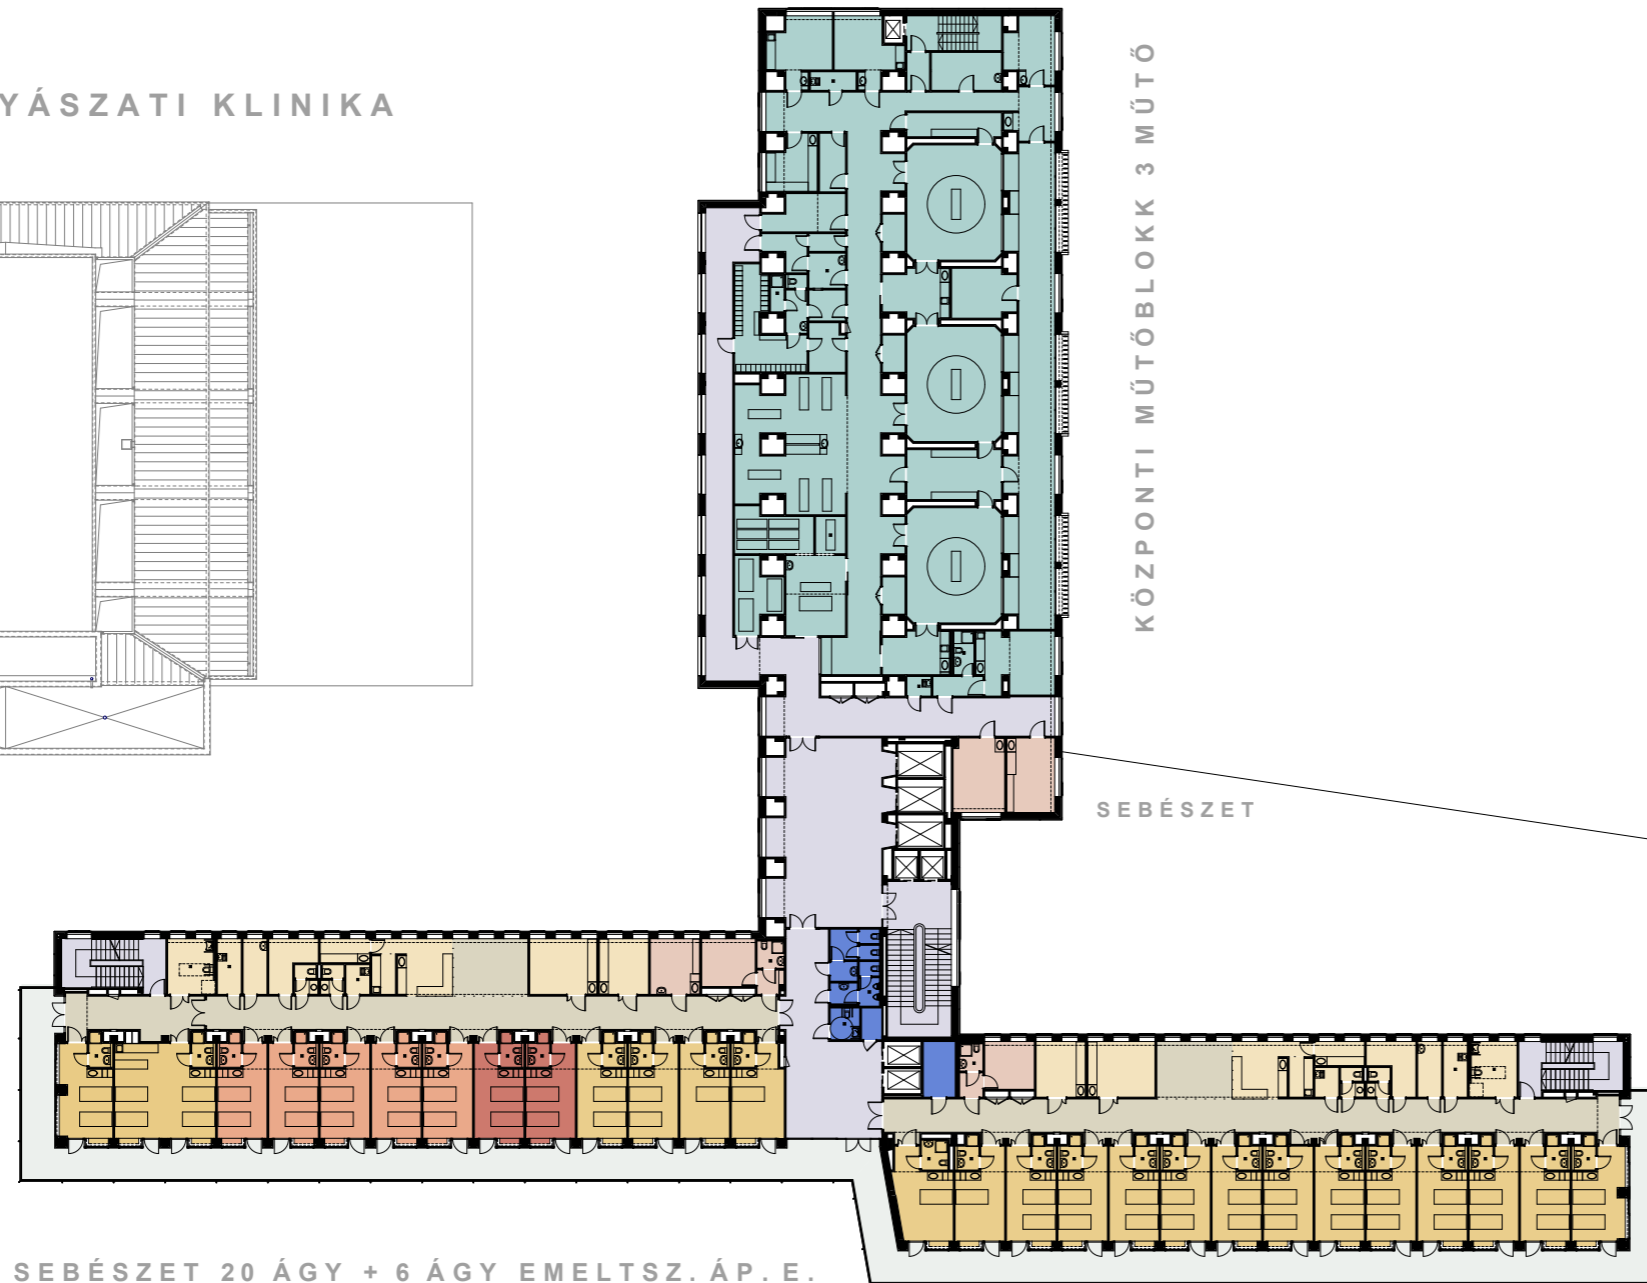 YÁSZATI KLINIKA
KÖZPONTI MŰTŐBLOKK 3 MŰTŐ
SEBÉSZET
SEBÉSZET 20 ÁGY + 6 ÁGY EMELTSZ. ÁP. E.